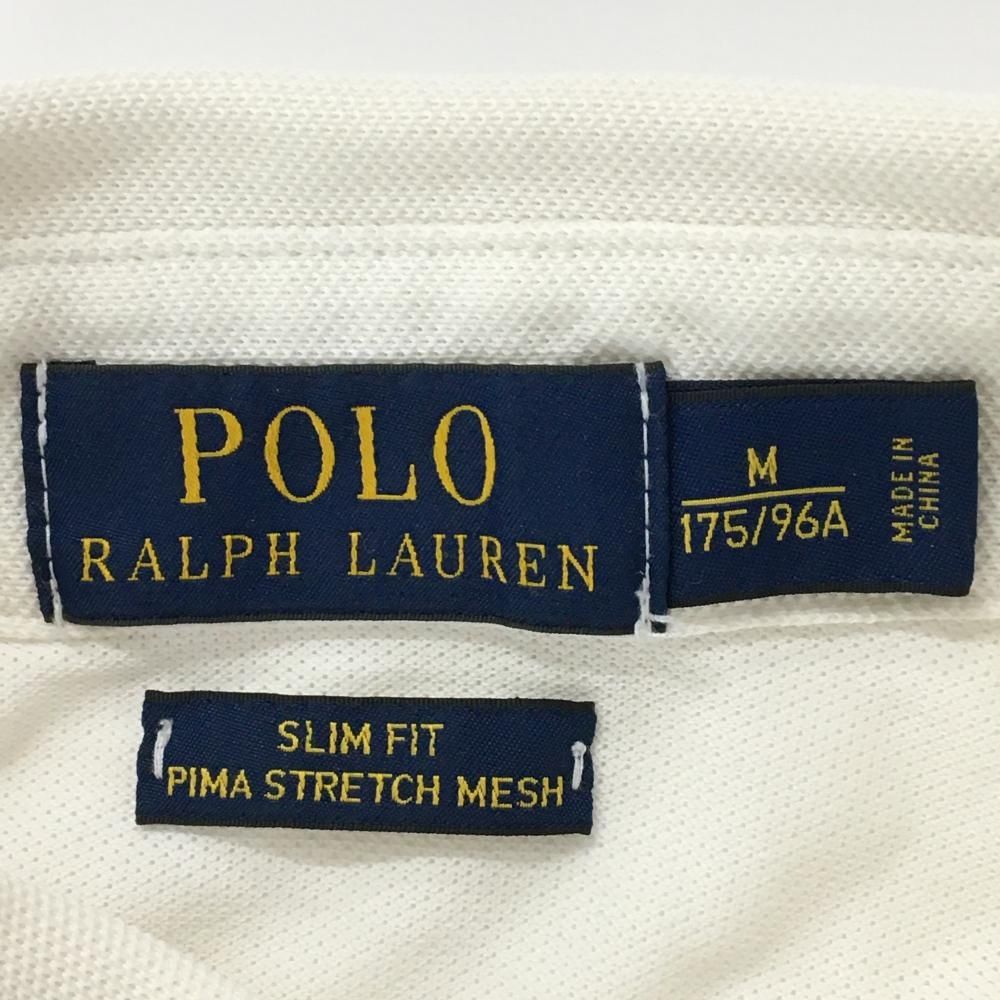 POLO
RALPH LAUREN
M
175/96A
MADE IN
CHINA
SLIM FIT
PIMA STRETCH MESH